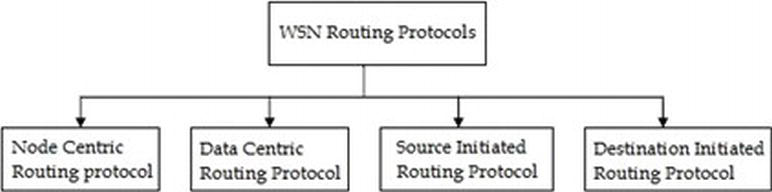 WSN Routing Protocols
Node Centric
Routing protocol
Data Centric
Routing Protocol
Source Initiated
Routing Protocol
Destination Initiated
Routing Protocol